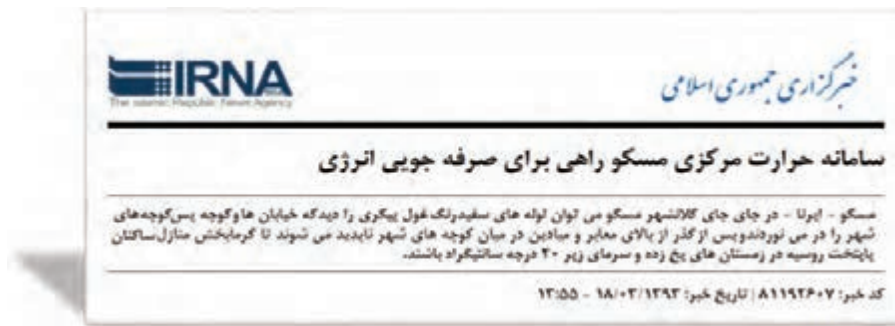 IRNA
The Islamic Republic News Agency
خبرگزاری جمهوری اسلامی
سامانه حرارت مرکزی مسکو راهی برای صرفه جویی انرژی
مسکو - ایرنا - در جای جای کلانشهر مسکو می توان لوله های سفیدرنگ غول پیکری را دیدکه خیابان هاوکوچه پس‌کوچه‌های
شهر را در می نوردندوپس از گذر از بالای معابر و میادین در میان کوچه های شهر ناپدید می شوند تا گرمابخش منازل‌ساکنان
پایتخت روسیه در زمستان های یخ زده و سرمای زیر ۲۰ درجه سانتیگراد باشند.
کد خبر: ۸۱۱۹۲۶۰۷ | تاریخ خبر: ۱۸/۰۳/۱۳۹۳ - ۱۳:۵۵